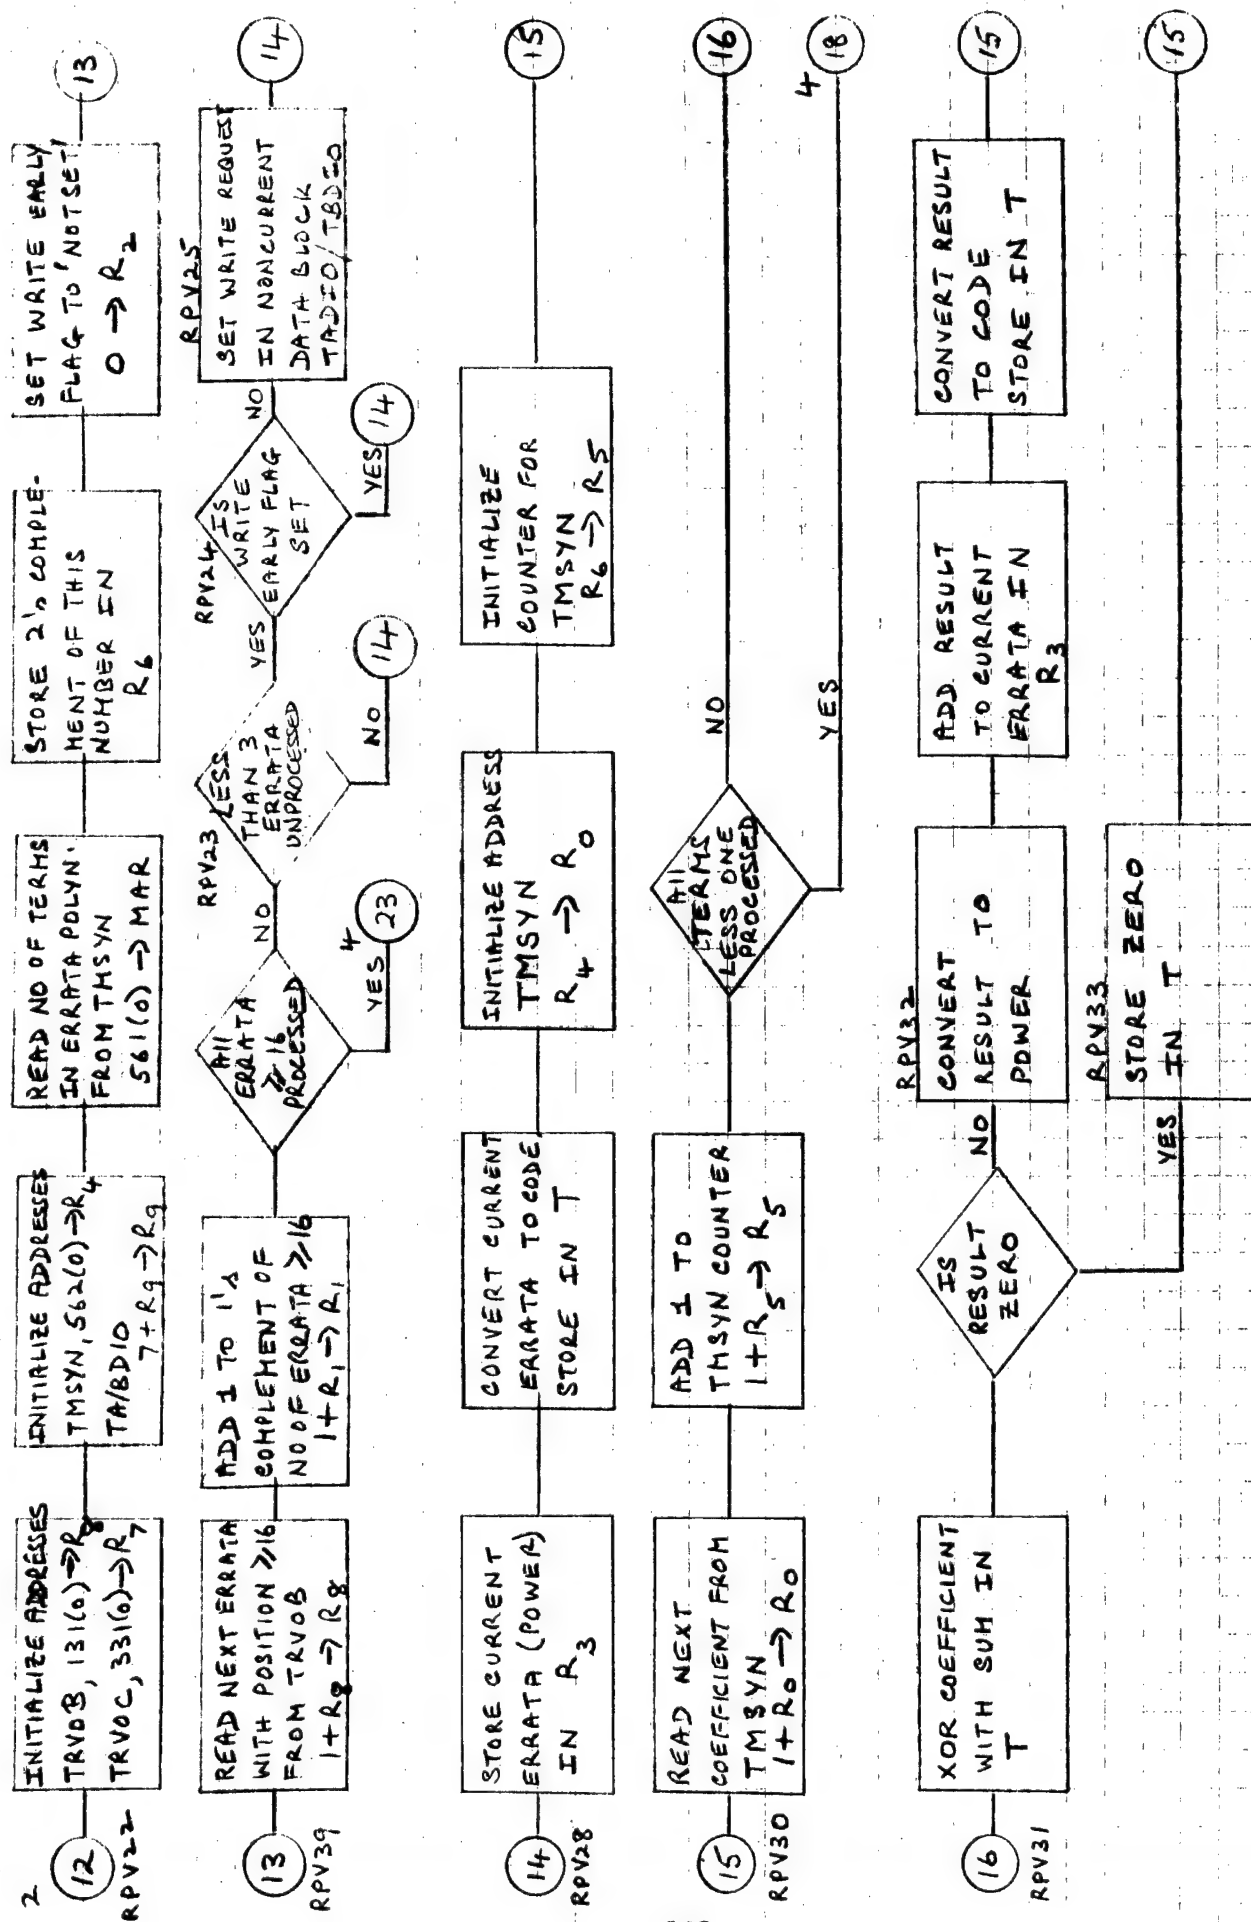 2
12
RPV22
INITIALIZE ADDRESSES
TRVOB, 131(0)→R8
TRVOC, 331(0)→R7
INITIALIZE ADDRESSES
TMSYN, 562(0)→R4
TA/BDIO
7+R9→R9
READ NO OF TERMS
IN ERRATA POLYN.
FROM TMSYN
561(0)→MAR
STORE 2'S COMPLE-
MENT OF THIS
NUMBER IN
R6
SET WRITE EARLY
FLAG TO 'NOTSET'
0→R2
13
13
RPV39
READ NEXT ERRATA
WITH POSITION ≥16
FROM TRVOB
1+R8→R8
ADD 1 TO 1'S
COMPLEMENT OF
NO OF ERRATA ≥16
1+R1→R1
All
ERRATA
≥16
PROCESSED
YES
4
23
NO
RPV23
LESS
THAN 3
ERRATA
UNPROCESSED
NO
14
YES
RPV24
IS
WRITE
EARLY FLAG
SET
YES
14
NO
RPV25
SET WRITE REQUEST
IN NONCURRENT
DATA BLOCK
TADIO/TBDIO
14
14
RPV28
STORE CURRENT
ERRATA (POWER)
IN R3
CONVERT CURRENT
ERRATA TO CODE
STORE IN T
INITIALIZE ADDRESS
TMSYN
R4→R0
INITIALIZE
COUNTER FOR
TMSYN
R6→R5
15
15
RPV30
READ NEXT
COEFFICIENT FROM
TMSYN
1+R0→R0
ADD 1 TO
TMSYN COUNTER
1+R5→R5
All
TERMS
LESS ONE
PROCESSED
NO
16
YES
4
18
16
RPV31
XOR COEFFICIENT
WITH SUM IN
T
IS
RESULT
ZERO
NO
RPV32
CONVERT
RESULT TO
POWER
ADD RESULT
TO CURRENT
ERRATA IN
R3
CONVERT RESULT
TO CODE
STORE IN T
15
YES
RPV33
STORE ZERO
IN T
15